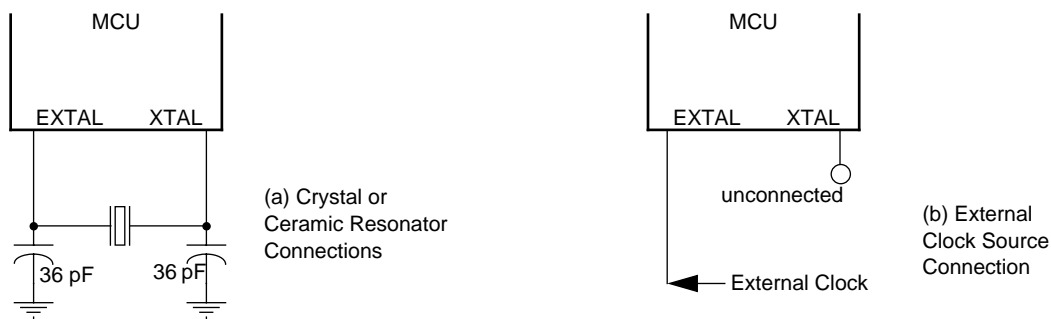 MCU
EXTAL XTAL
(a) Crystal or
Ceramic Resonator
Connections
36 pF
36 pF
MCU
EXTAL XTAL
unconnected
(b) External
Clock Source
Connection
External Clock